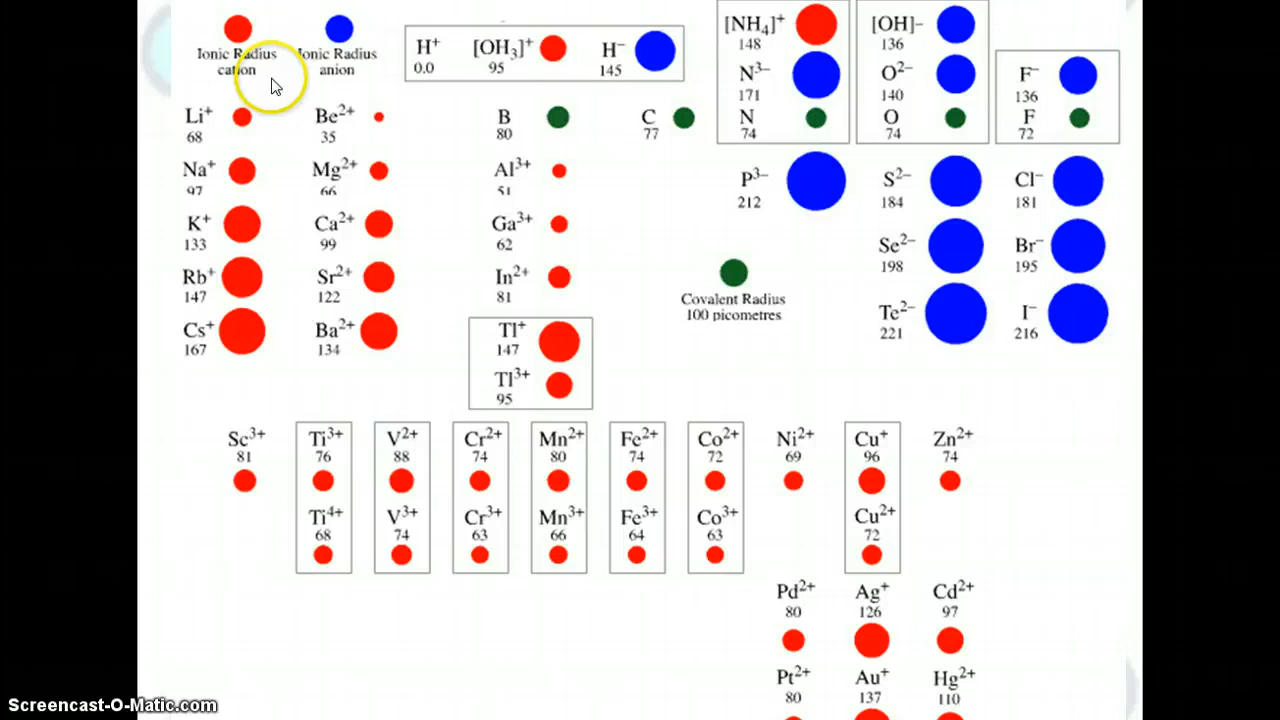 Ionic Radius cation
Ionic Radius anion
H⁺ [OH₃]⁺ H⁻
0.0 95 145
[NH₄]⁺ [OH]⁻
148 136
N³⁻ O²⁻ F⁻
171 140 136
Li⁺ Be²⁺ B C N O F
68 35 80 77 74 74 72
Na⁺ Mg²⁺ Al³⁺ P³⁻ S²⁻ Cl⁻
97 66 51 212 184 181
K⁺ Ca²⁺ Ga³⁺ Se²⁻ Br⁻
133 99 62 198 195
Rb⁺ Sr²⁺ In²⁺
147 122 81
Covalent Radius
100 picometres
Te²⁻ I⁻
221 216
Cs⁺ Ba²⁺ Tl⁺
167 134 147
Tl³⁺
95
Sc³⁺ Ti³⁺ V²⁺ Cr²⁺ Mn²⁺ Fe²⁺ Co²⁺ Ni²⁺ Cu⁺ Zn²⁺
81 76 88 74 80 74 72 69 96 74
Ti⁴⁺ V³⁺ Cr³⁺ Mn³⁺ Fe³⁺ Co³⁺ Cu²⁺
68 74 63 66 64 63 72
Pd²⁺ Ag⁺ Cd²⁺
80 126 97
Pt²⁺ Au⁺ Hg²⁺
80 137 110
Screencast-O-Matic.com